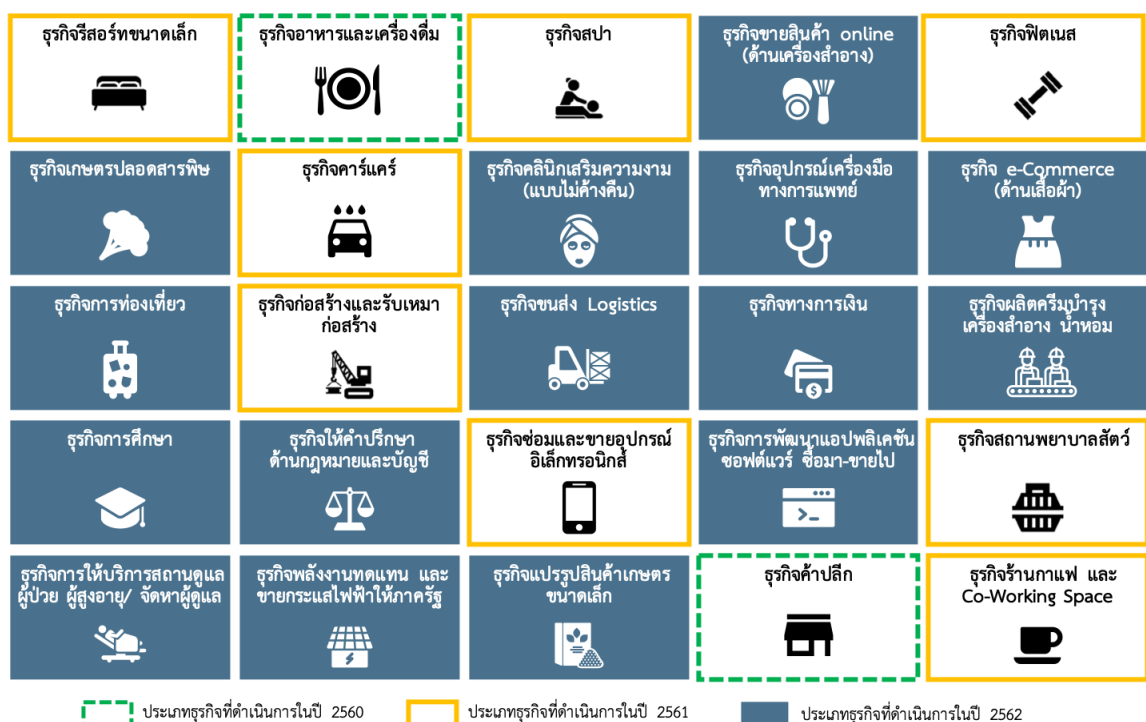 ธุรกิจรีสอร์ทขนาดเล็ก
ธุรกิจอาหารและเครื่องดื่ม
ธุรกิจสปา
ธุรกิจขายสินค้า online
(ด้านเครื่องสำอาง)
ธุรกิจฟิตเนส
ธุรกิจเกษตรปลอดสารพิษ
ธุรกิจคาร์แคร์
ธุรกิจคลินิกเสริมความงาม
(แบบไม่ค้างคืน)
ธุรกิจอุปกรณ์เครื่องมือ
ทางการแพทย์
ธุรกิจ e-Commerce
(ด้านเสื้อผ้า)
ธุรกิจการท่องเที่ยว
ธุรกิจก่อสร้างและรับเหมา
ก่อสร้าง
ธุรกิจขนส่ง Logistics
ธุรกิจทางการเงิน
ธุรกิจผลิตครีมบำรุง
เครื่องสำอาง น้ำหอม
ธุรกิจการศึกษา
ธุรกิจให้คำปรึกษา
ด้านกฎหมายและบัญชี
ธุรกิจซ่อมและขายอุปกรณ์
อิเล็กทรอนิกส์
ธุรกิจการพัฒนาแอปพลิเคชัน
ซอฟต์แวร์ ซื้อมา-ขายไป
ธุรกิจสถานพยาบาลสัตว์
ธุรกิจการให้บริการสถานดูแล
ผู้ป่วย ผู้สูงอายุ/ จัดหาผู้ดูแล
ธุรกิจพลังงานทดแทน และ
ขายกระแสไฟฟ้าให้ภาครัฐ
ธุรกิจแปรรูปสินค้าเกษตร
ขนาดเล็ก
ธุรกิจค้าปลีก
ธุรกิจร้านกาแฟ และ
Co-Working Space
ประเภทธุรกิจที่ดำเนินการในปี 2560
ประเภทธุรกิจที่ดำเนินการในปี 2561
ประเภทธุรกิจที่ดำเนินการในปี 2562